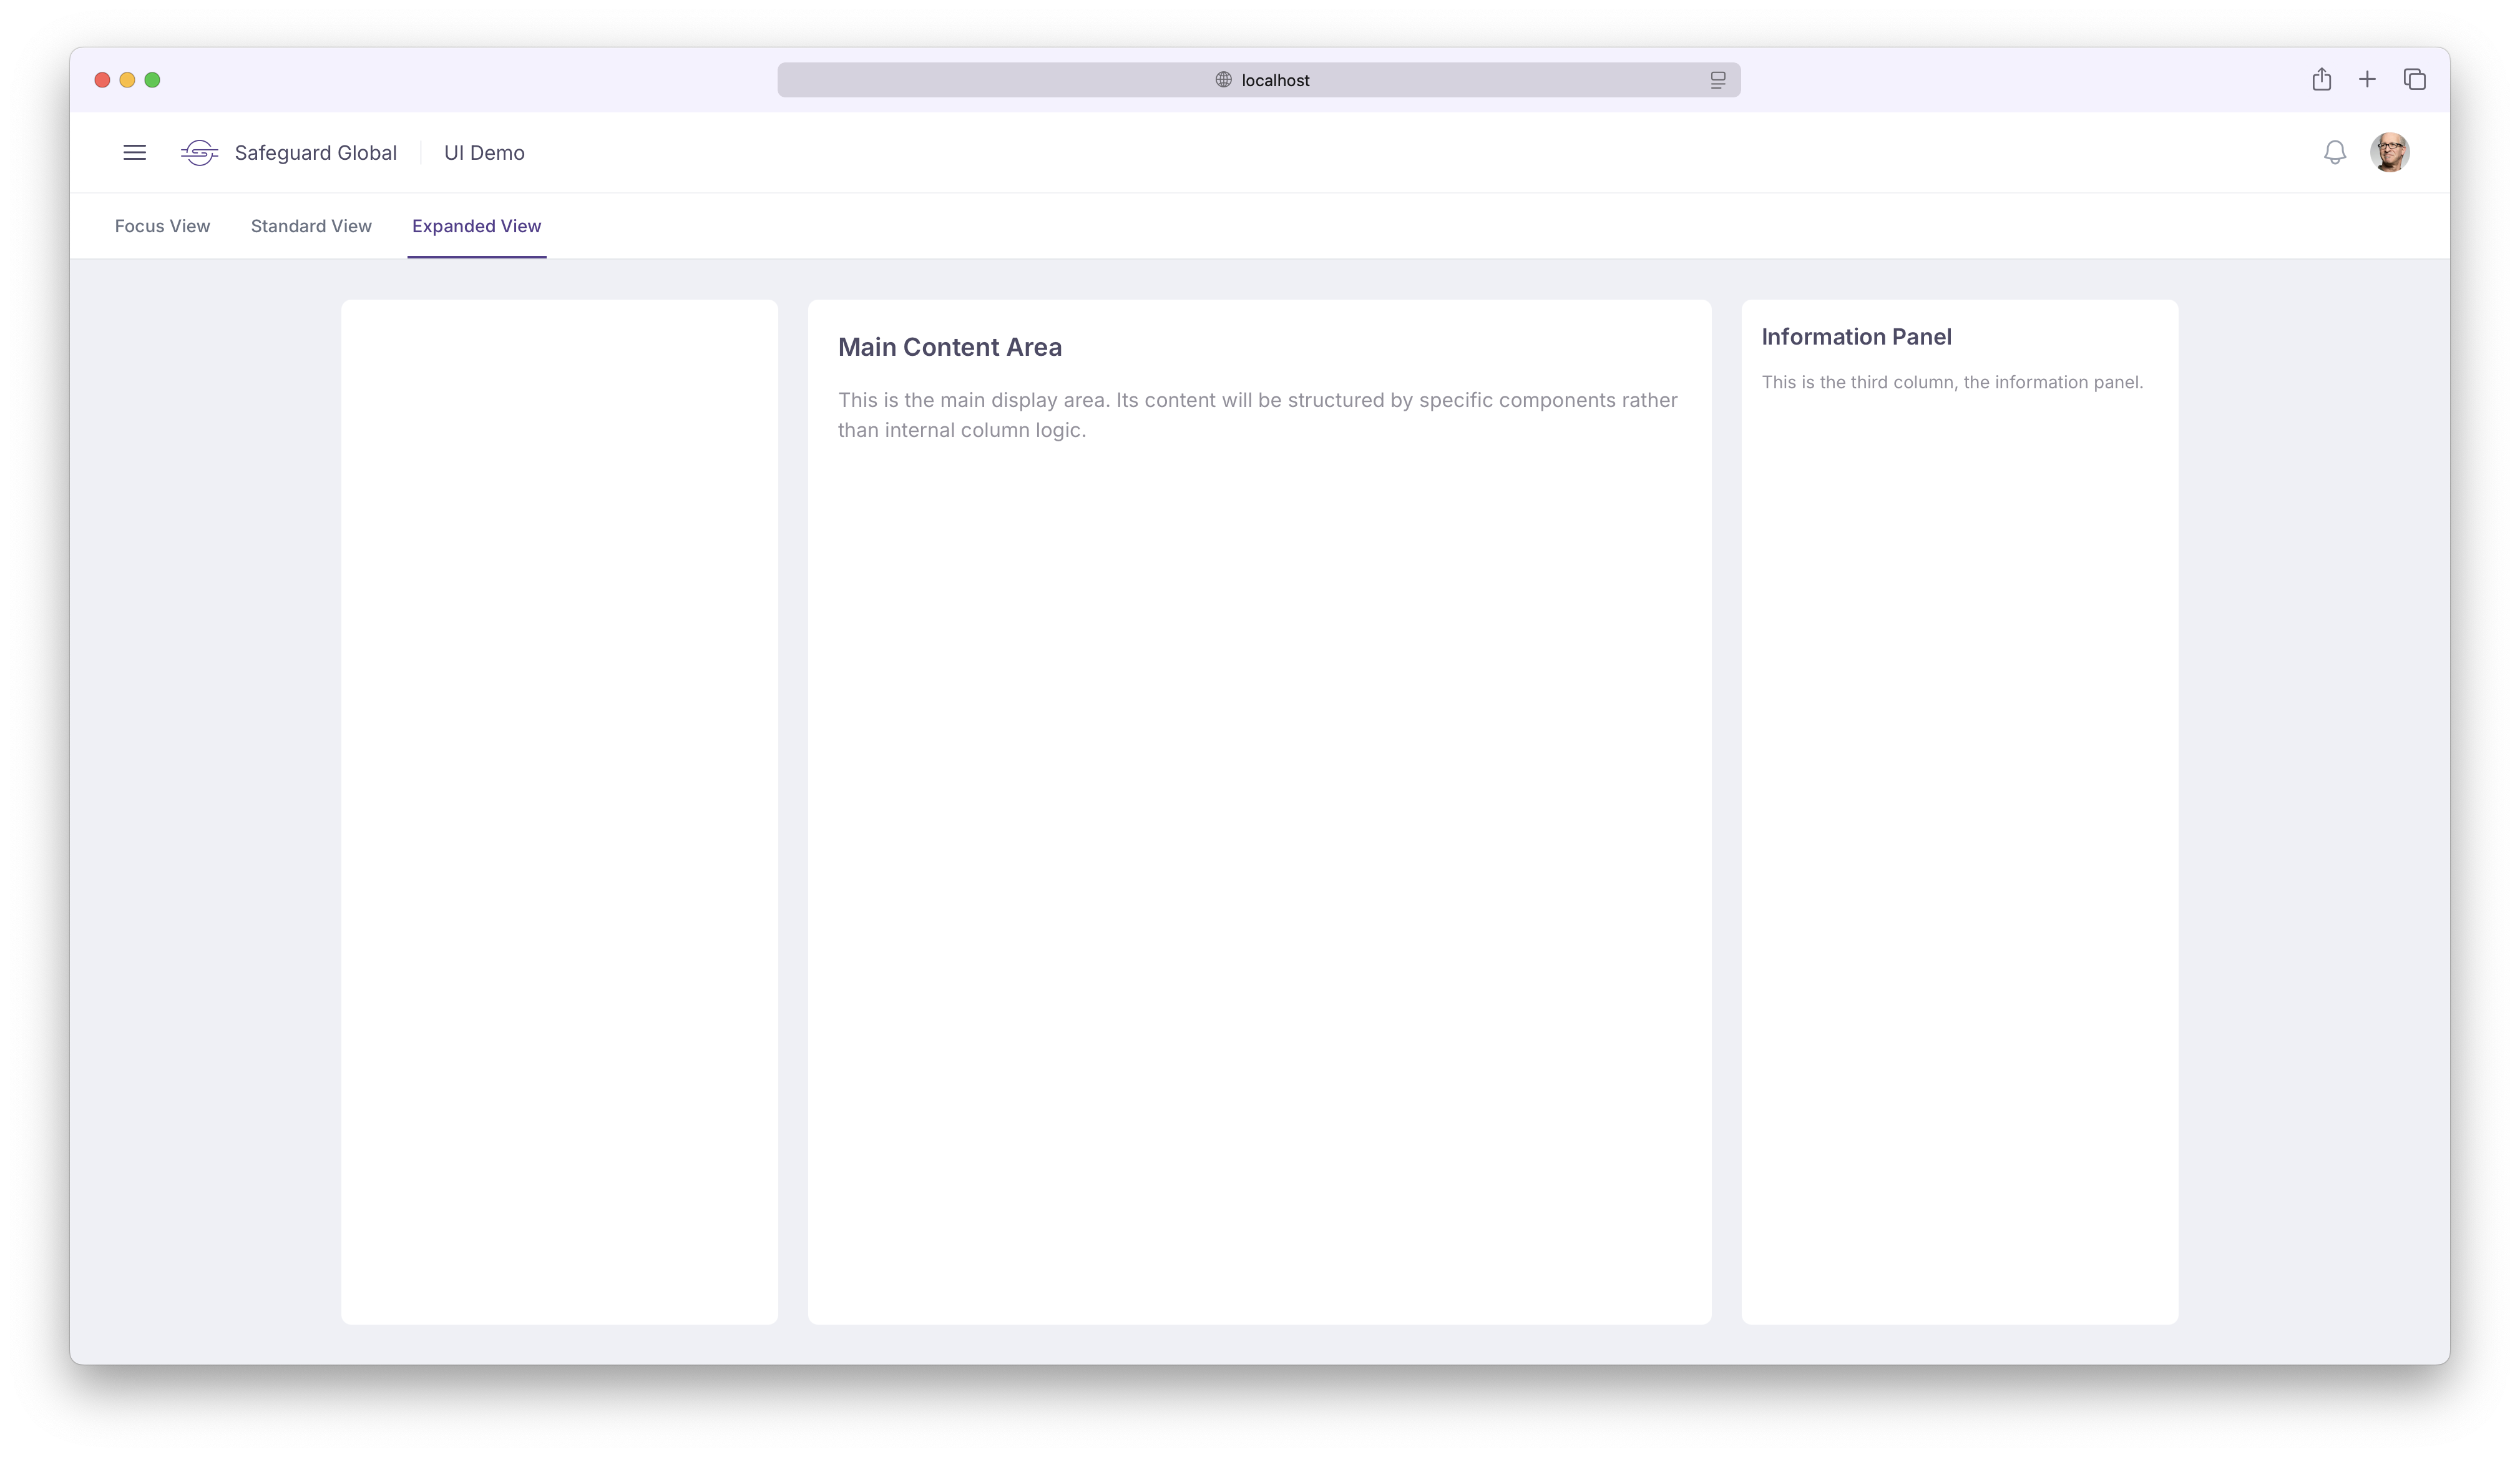 localhost
Safeguard Global
UI Demo
Focus View
Standard View
Expanded View
Main Content Area
This is the main display area. Its content will be structured by specific components rather
than internal column logic.
Information Panel
This is the third column, the information panel.